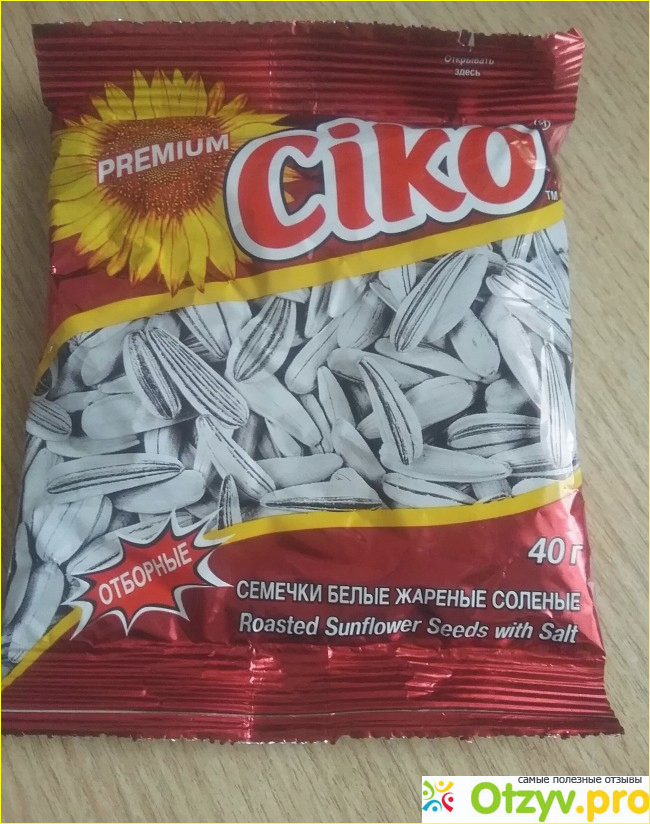 Открывать
здесь
PREMIUM
Ciko
®
TM
40 г
ОТБОРНЫЕ
СЕМЕЧКИ БЕЛЫЕ ЖАРЕНЫЕ СОЛЕНЫЕ
Roasted Sunflower Seeds with Salt
самые полезные отзывы
Otzyv.pro